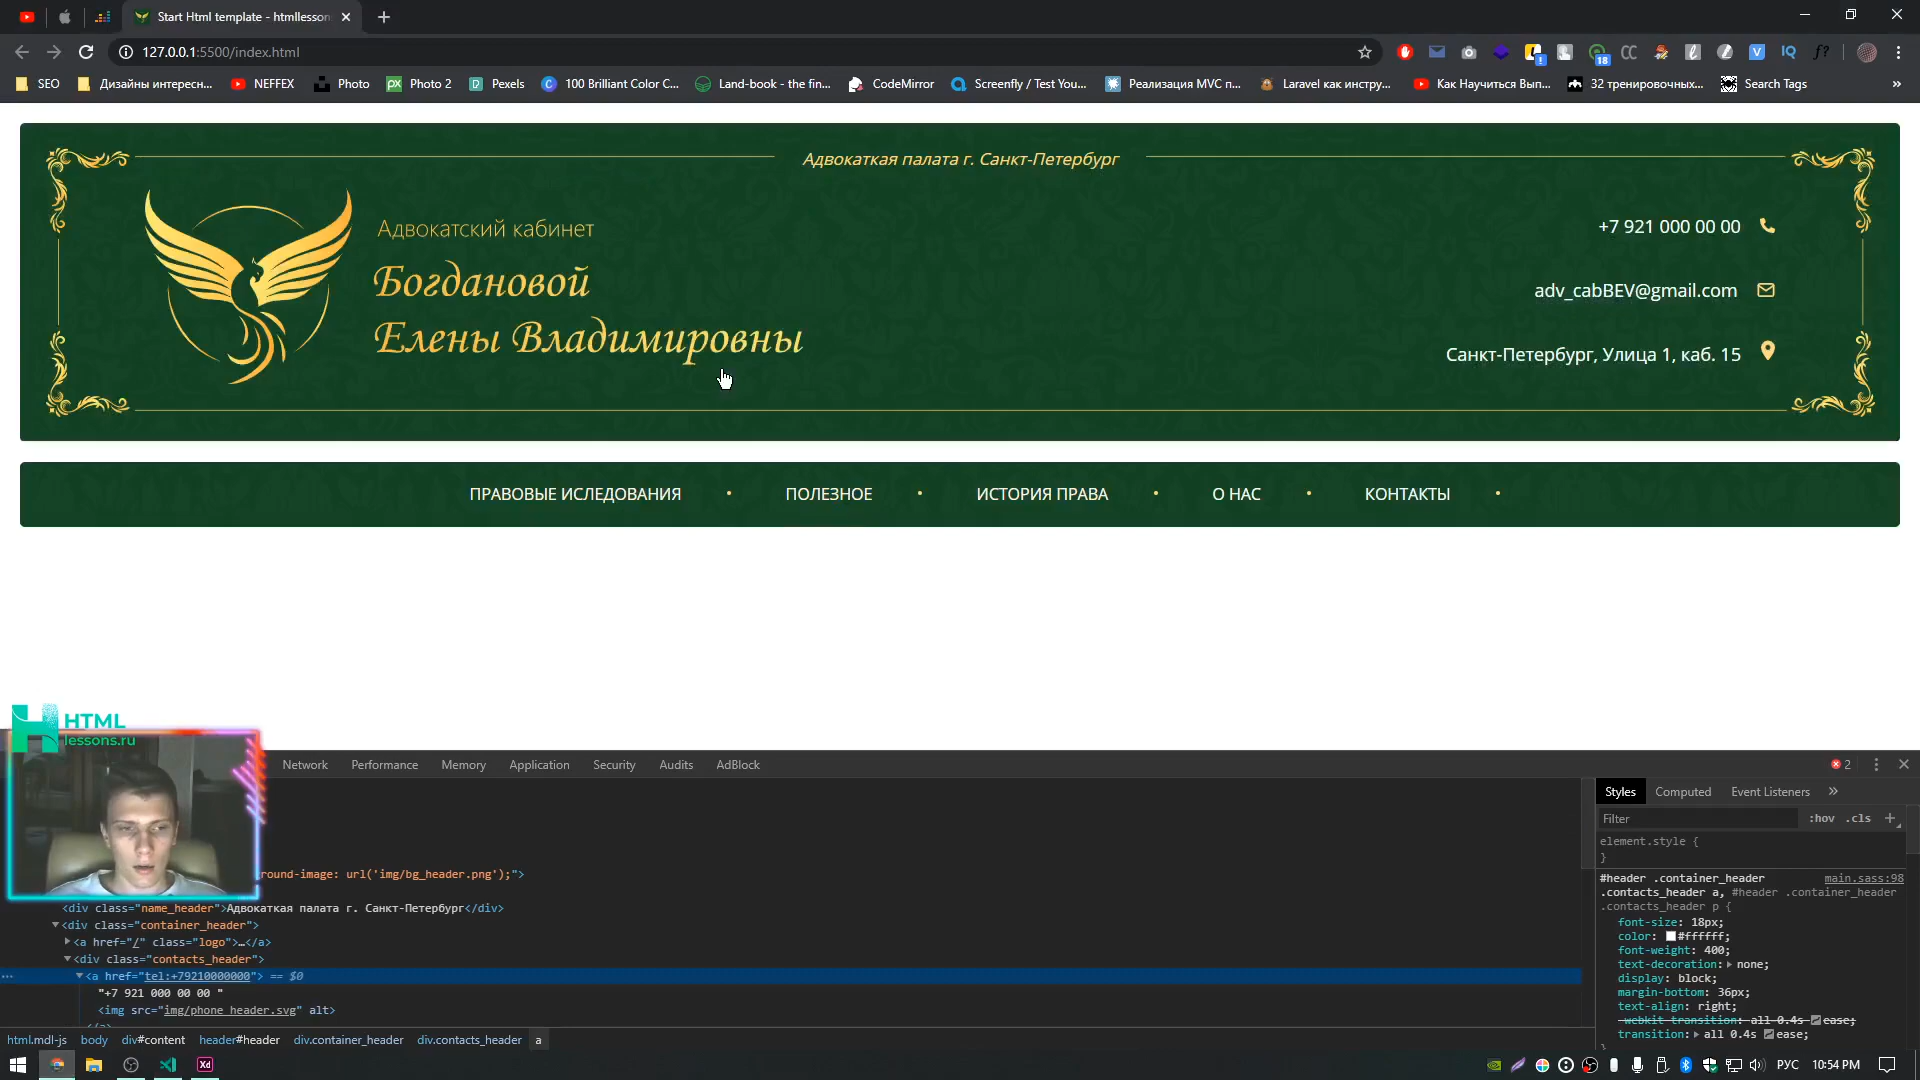 Start Html template - htmllesson
127.0.0.1:5500/index.html
SEO
Дизайны интересн...
NEFFEX
Photo
Photo 2
Pexels
100 Brilliant Color C...
Land-book - the fin...
CodeMirror
Screenfly / Test You...
Реализация MVC п...
Laravel как инстру...
Как Научиться Вып...
32 тренировочных...
Search Tags
»
Адвокаткая палата г. Санкт-Петербург
Адвокатский кабинет
Богдановой
Елены Владимировны
+7 921 000 00 00
adv_cabBEV@gmail.com
Санкт-Петербург, Улица 1, каб. 15
ПРАВОВЫЕ ИСЛЕДОВАНИЯ
ПОЛЕЗНОЕ
ИСТОРИЯ ПРАВА
О НАС
КОНТАКТЫ
HTML
lessons.ru
Network
Performance
Memory
Application
Security
Audits
AdBlock
2
round-image: url('img/bg_header.png');">
<div class="name_header">Адвокаткая палата г. Санкт-Петербург</div>
<div class="container_header">
<a href="/" class="logo">…</a>
<div class="contacts_header">
<a href="tel:+79210000000"> == $0
"+7 921 000 00 00 "
<img src="img/phone_header.svg" alt>
</a>
html.mdl-js
body
div#content
header#header
div.container_header
div.contacts_header
a
Styles
Computed
Event Listeners
»
Filter
:hov
.cls
+
element.style {
}
#header .container_header
main.sass:98
.contacts_header a, #header .container_header
.contacts_header p {
font-size: 18px;
color: #ffffff;
font-weight: 400;
text-decoration: none;
display: block;
margin-bottom: 36px;
text-align: right;
-webkit-transition: all 0.4s ease;
transition: all 0.4s ease;
}
Xd
РУС
10:54 PM